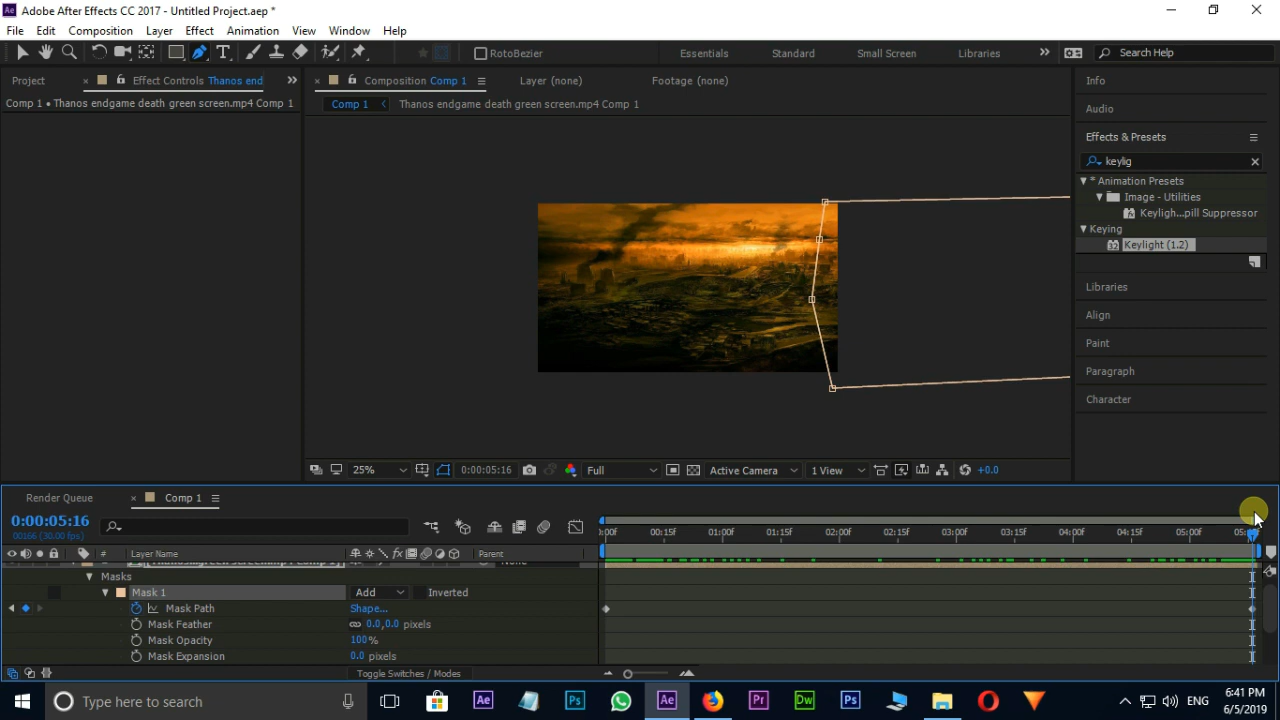 Adobe After Effects CC 2017 - Untitled Project.aep *
File Edit Composition Layer Effect Animation View Window Help
RotoBezier Essentials Standard Small Screen Libraries Search Help
Project Effect Controls Thanos end Composition Comp 1 Layer (none) Footage (none) Info
Comp 1 • Thanos endgame death green screen.mp4 Comp 1 Comp 1 Thanos endgame death green screen.mp4 Comp 1
Audio
Effects & Presets
keylig
* Animation Presets
Image - Utilities
Keyligh...pill Suppressor
Keying
Keylight (1.2)
Libraries
Align
Paint
Paragraph
Character
25% 0:00:05:16 Full Active Camera 1 View +0.0
Render Queue Comp 1
0:00:05:16
00166 (30.00 fps)
:00F 00:15F 01:00F 01:15F 02:00F 02:15F 03:00F 03:15F 04:00F 04:15F 05:00F
# Layer Name Parent
Masks
Mask 1 Add Inverted
Mask Path Shape...
Mask Feather 0.0,0.0 pixels
Mask Opacity 100%
Mask Expansion 0.0 pixels
Toggle Switches / Modes
Type here to search ENG 6:41 PM
6/5/2019